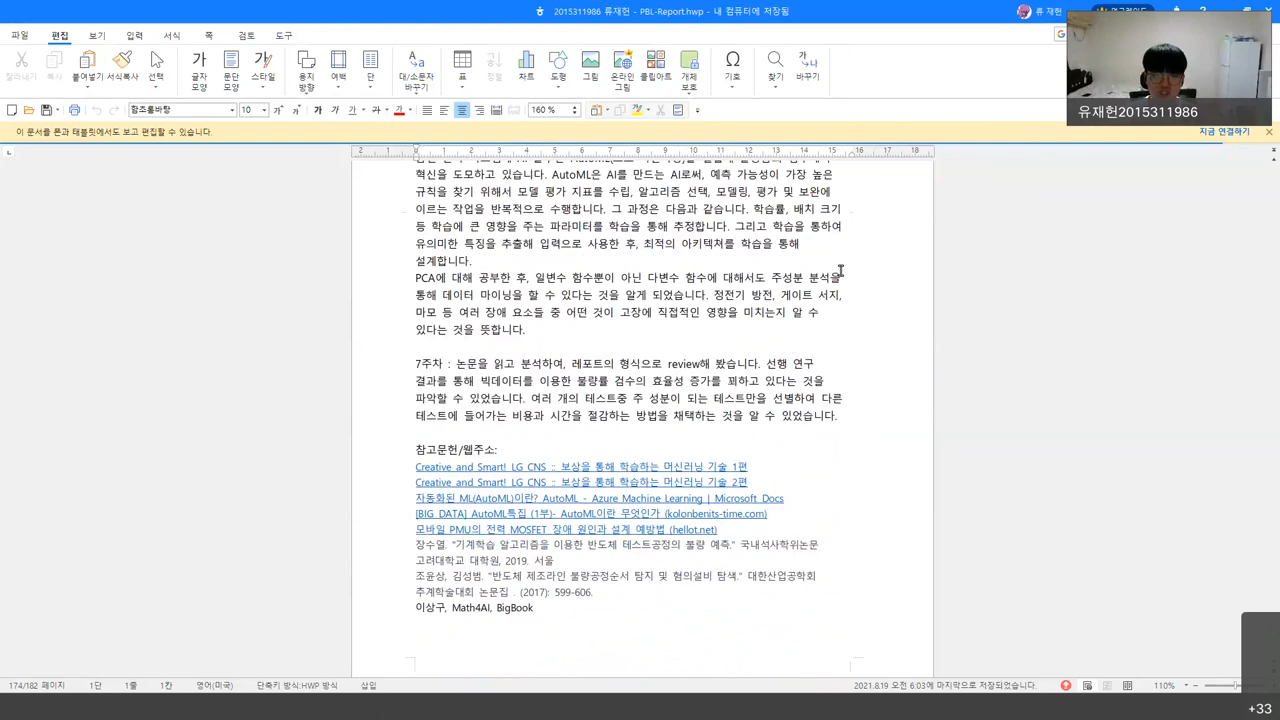 2015311986 류재헌 - PBL-Report.hwp - 내 컴퓨터에 저장됨
류 재헌
파일 편집 보기 입력 서식 쪽 검토 도구
잘라내기 복사 붙여넣기 서식복사 선택 글자 모양 문단 모양 스타일 용지 방향 여백 단 대/소문자 바꾸기 표 정렬 차트 도형 그림 온라인 그림 클립아트 개체 보호 기호 찾기 바꾸기
함초롬바탕 10 가 가 가 가 가 160 %
유재헌2015311986
이 문서를 폰과 태블릿에서도 보고 편집할 수 있습니다. 지금 연결하기
2 1 1 2 3 4 5 6 7 8 9 10 11 12 13 14 15 16 17 18
혁신을 도모하고 있습니다. AutoML은 AI를 만드는 AI로써, 예측 가능성이 가장 높은
규칙을 찾기 위해서 모델 평가 지표를 수립, 알고리즘 선택, 모델링, 평가 및 보완에
이르는 작업을 반복적으로 수행합니다. 그 과정은 다음과 같습니다. 학습률, 배치 크기
등 학습에 큰 영향을 주는 파라미터를 학습을 통해 추정합니다. 그리고 학습을 통하여
유의미한 특징을 추출해 입력으로 사용한 후, 최적의 아키텍쳐를 학습을 통해
설계합니다.
PCA에 대해 공부한 후, 일변수 함수뿐이 아닌 다변수 함수에 대해서도 주성분 분석을
통해 데이터 마이닝을 할 수 있다는 것을 알게 되었습니다. 정전기 방전, 게이트 서지,
마모 등 여러 장애 요소들 중 어떤 것이 고장에 직접적인 영향을 미치는지 알 수
있다는 것을 뜻합니다.
7주차 : 논문을 읽고 분석하여, 레포트의 형식으로 review해 봤습니다. 선행 연구
결과를 통해 빅데이터를 이용한 불량률 검수의 효율성 증가를 꾀하고 있다는 것을
파악할 수 있었습니다. 여러 개의 테스트중 주 성분이 되는 테스트만을 선별하여 다른
테스트에 들어가는 비용과 시간을 절감하는 방법을 채택하는 것을 알 수 있었습니다.
참고문헌/웹주소:
Creative and Smart! LG CNS :: 보상을 통해 학습하는 머신러닝 기술 1편
Creative and Smart! LG CNS :: 보상을 통해 학습하는 머신러닝 기술 2편
자동화된 ML(AutoML)이란? AutoML - Azure Machine Learning | Microsoft Docs
[BIG DATA] AutoML특집 (1부)- AutoML이란 무엇인가 (kolonbenits-time.com)
모바일 PMU의 전력 MOSFET 장애 원인과 설계 예방법 (hellot.net)
장수열. "기계학습 알고리즘을 이용한 반도체 테스트공정의 불량 예측." 국내석사학위논문
고려대학교 대학원, 2019. 서울
조윤상, 김성범. "반도체 제조라인 불량공정순서 탐지 및 혐의설비 탐색." 대한산업공학회
추계학술대회 논문집 . (2017): 599-606.
이상구, Math4AI, BigBook
174/182 페이지 1단 1줄 1칸 영어(미국) 단축키 방식:HWP 방식 삽입 2021.8.19 오전 6:03에 마지막으로 저장되었습니다. 110%
+33